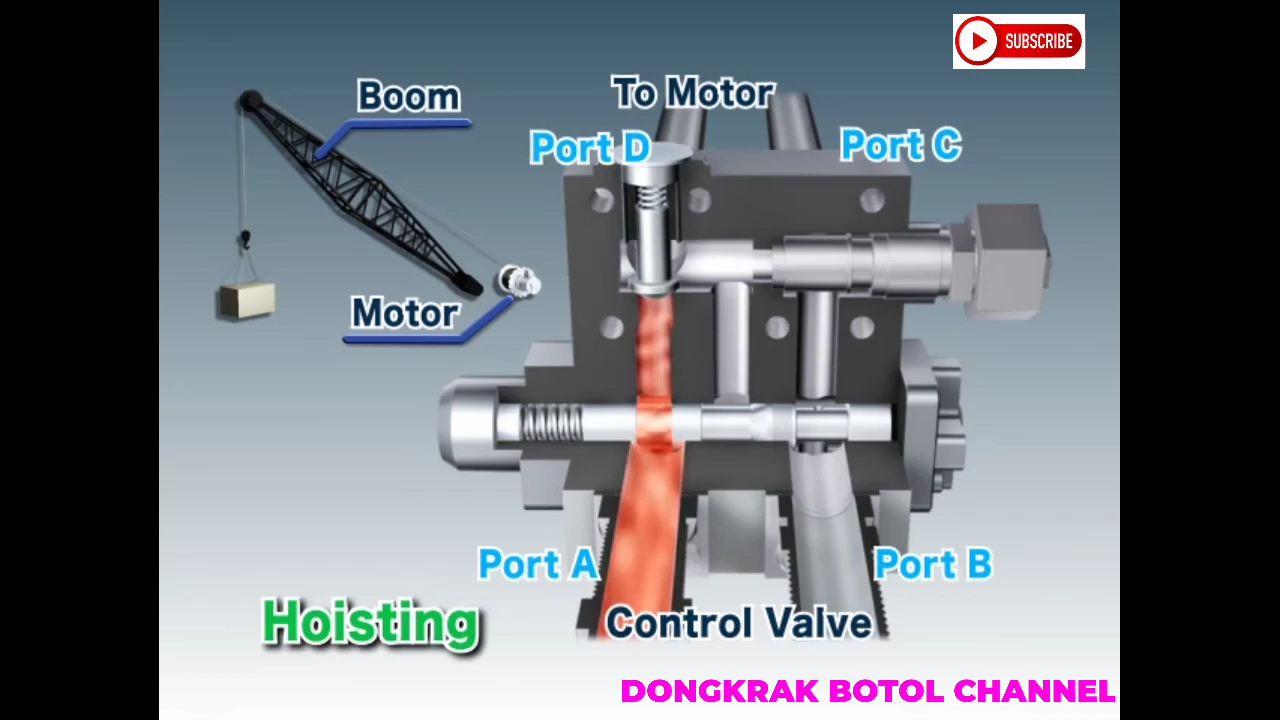 SUBSCRIBE
Boom
To Motor
Port D
Port C
Motor
Port A
Port B
Hoisting
Control Valve
DONGKRAK BOTOL CHANNEL